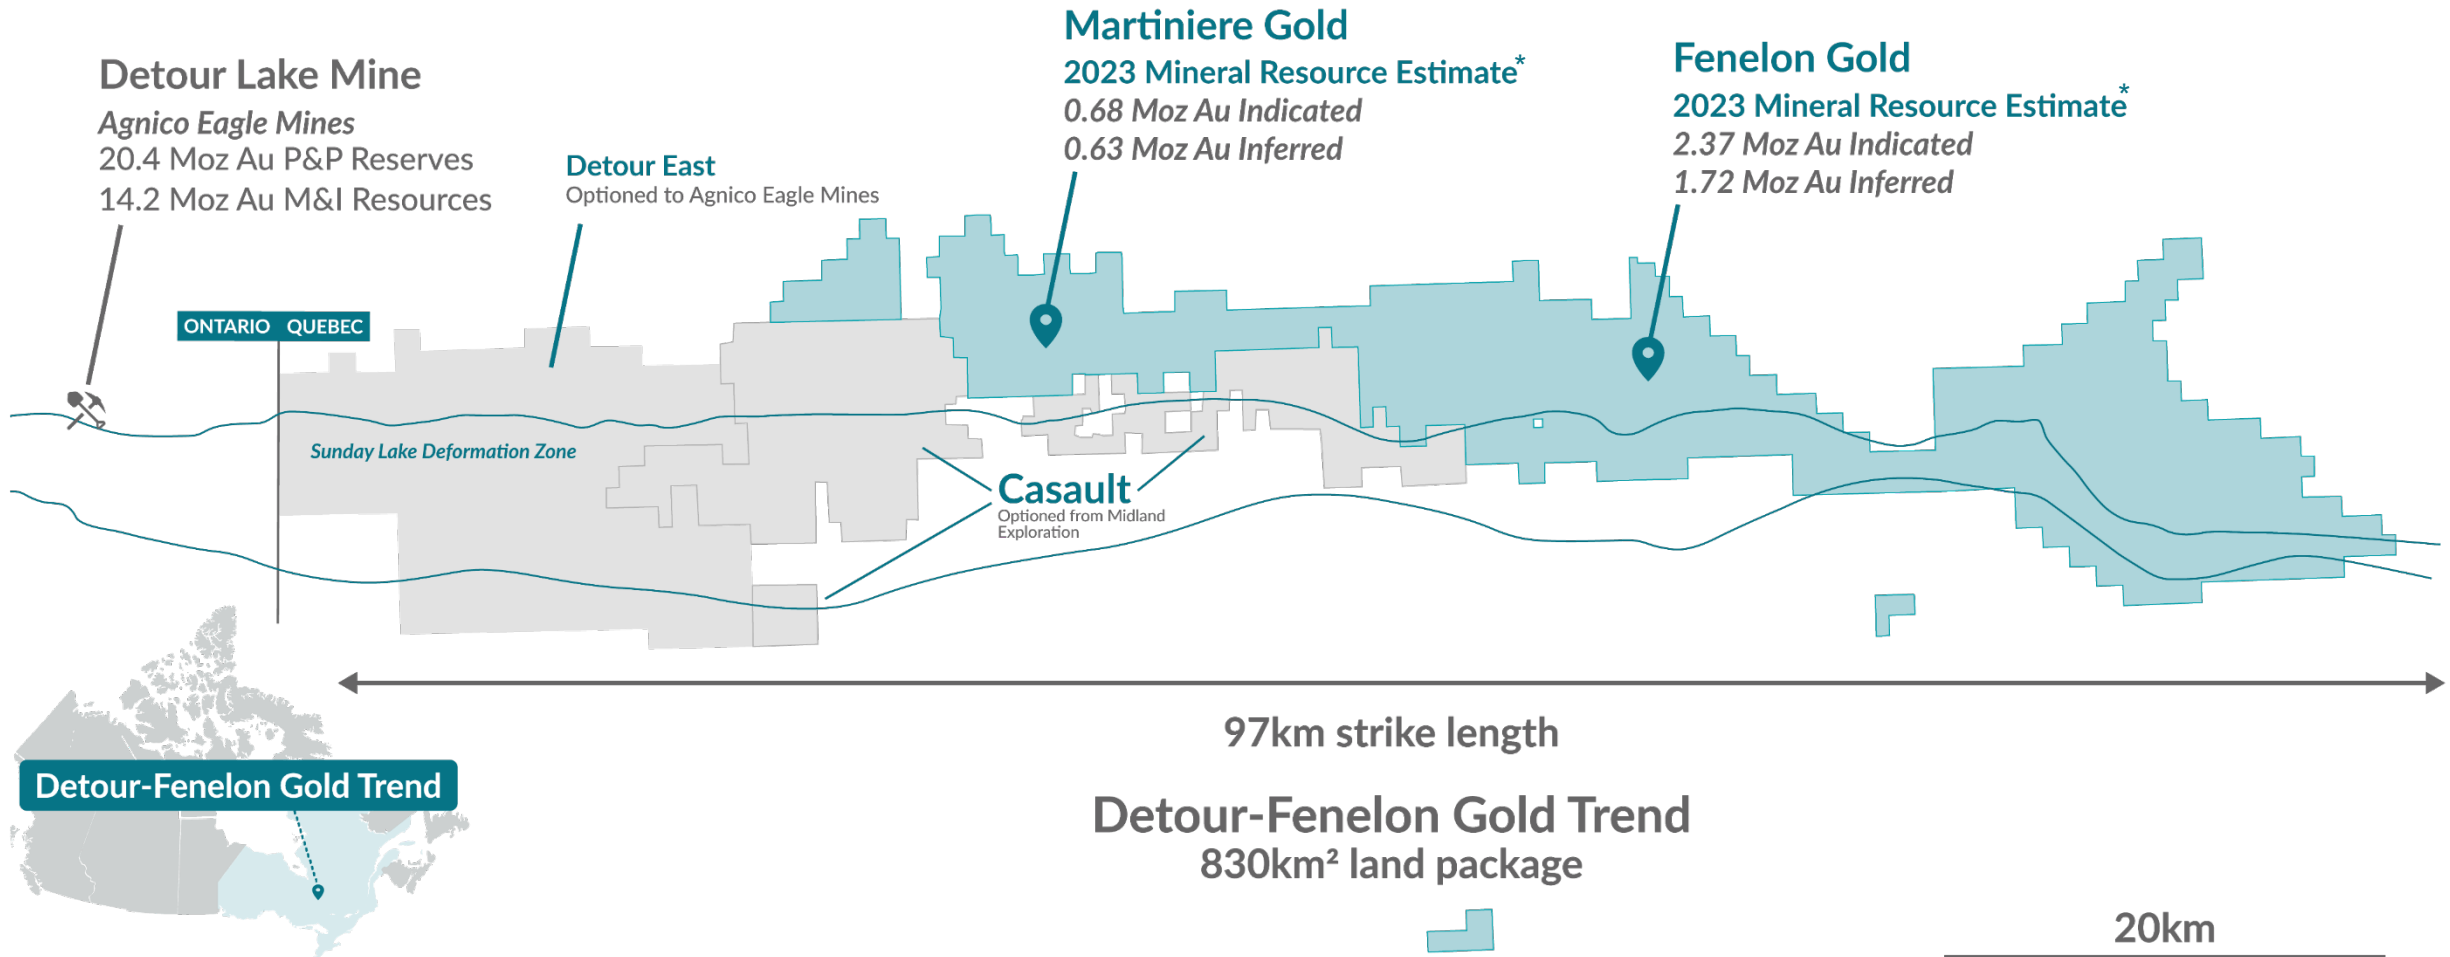 Detour Lake Mine
Agnico Eagle Mines
20.4 Moz Au P&P Reserves
14.2 Moz Au M&I Resources
Detour East
Optioned to Agnico Eagle Mines
Martiniere Gold
2023 Mineral Resource Estimate*
0.68 Moz Au Indicated
0.63 Moz Au Inferred
Fenelon Gold
2023 Mineral Resource Estimate*
2.37 Moz Au Indicated
1.72 Moz Au Inferred
ONTARIO QUEBEC
Sunday Lake Deformation Zone
Casault
Optioned from Midland
Exploration
97km strike length
Detour-Fenelon Gold Trend
Detour-Fenelon Gold Trend
830km² land package
20km